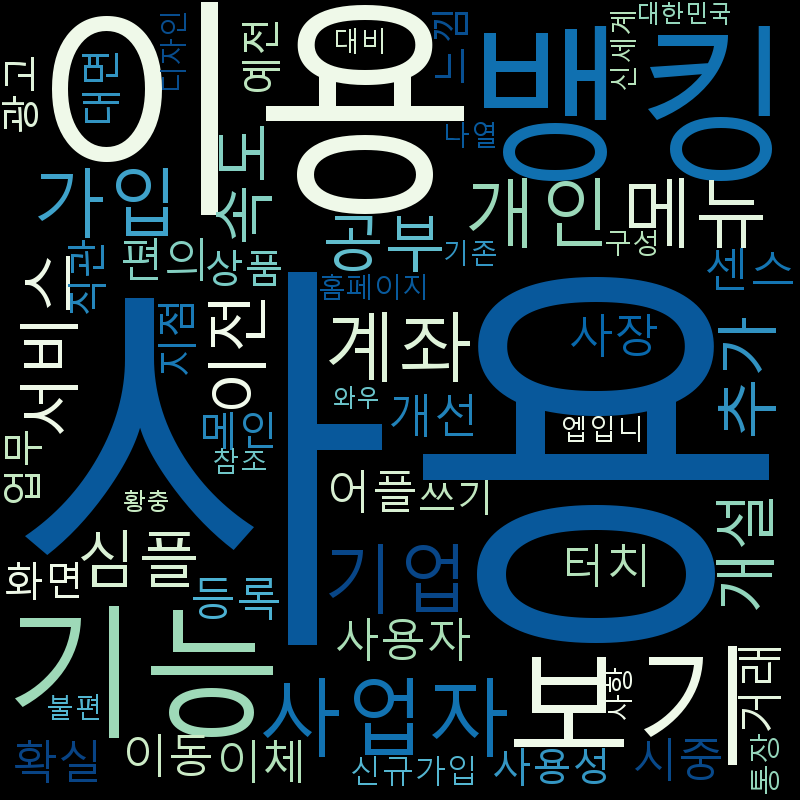 이용
뱅킹
대한민국
신세계
대비
느낌
디자인
예전
대면
광고
나열
속도
가입
개인
메뉴
공부
구성
기존
편의
상품
직관
센스
홈페이지
서비스
지점
이전
계좌
사장
추가
사용
와우
개선
메인
엡입니
참조
업무
어플쓰기
황충
개설
심플
기업
터치
화면
등록
사용자
기능
보기
거래
사항
사업자
불편
확실
이동
이체
신규가입
사용성
시중
통장